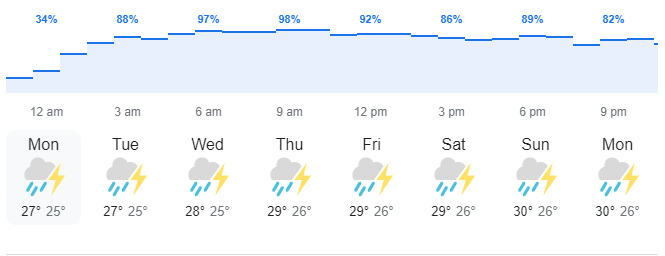 34% 88% 97% 98% 92% 86% 89% 82%
12 am 3 am 6 am 9 am 12 pm 3 pm 6 pm 9 pm
Mon Tue Wed Thu Fri Sat Sun Mon
27° 25° 27° 25° 28° 25° 29° 26° 29° 26° 29° 26° 30° 26° 30° 26°